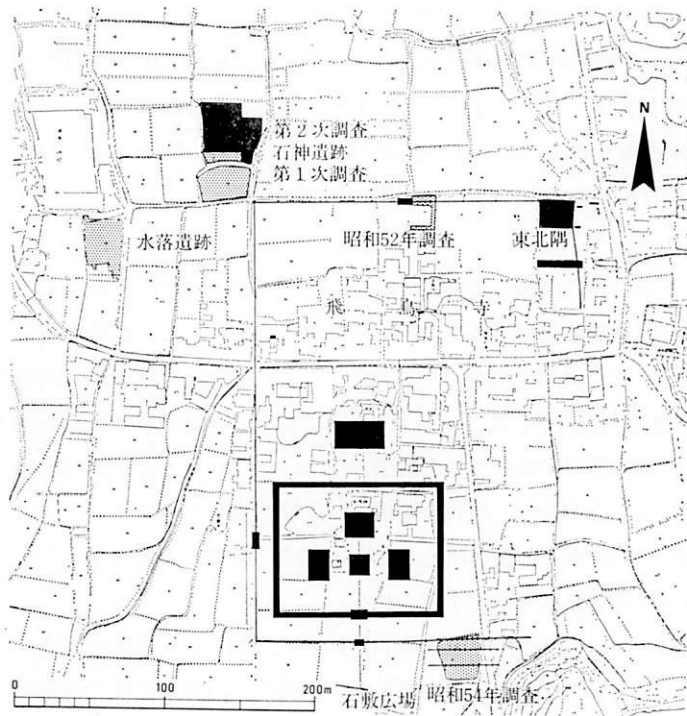 第2次調査
石神遺跡
第1次調査
N
水落遺跡
昭和52年調査
東北隅
飛鳥寺
0 100 200m
石敷広場
昭和54年調査